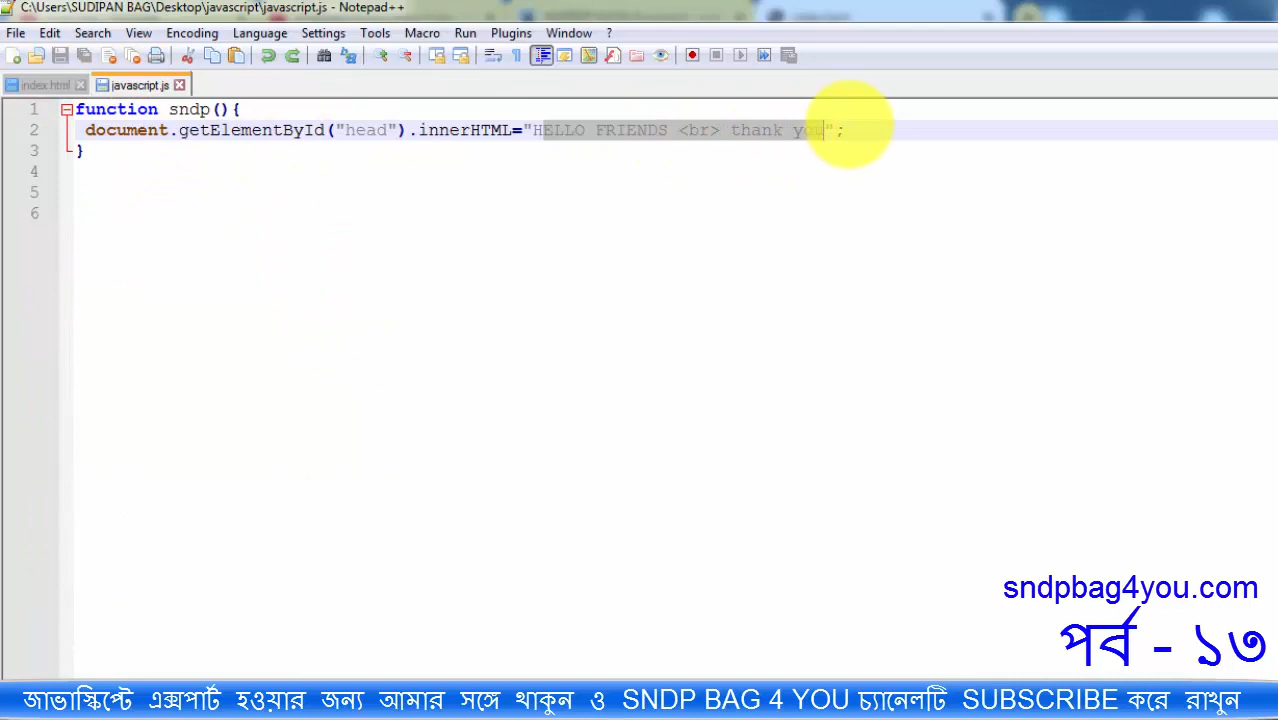 C:\Users\SUDIPAN BAG\Desktop\javascript\javascript.js - Notepad++
File Edit Search View Encoding Language Settings Tools Macro Run Plugins Window ?
index.html javascript.js
1 function sndp(){
2 document.getElementById("head").innerHTML="HELLO FRIENDS <br> thank you";
3 }
4
5
6
sndpbag4you.com
পর্ব - ১৩
জাভাস্ক্রিপ্টে এক্সপার্ট হওয়ার জন্য আমার সঙ্গে থাকুন ও SNDP BAG 4 YOU চ্যানেলটি SUBSCRIBE করে রাখুন